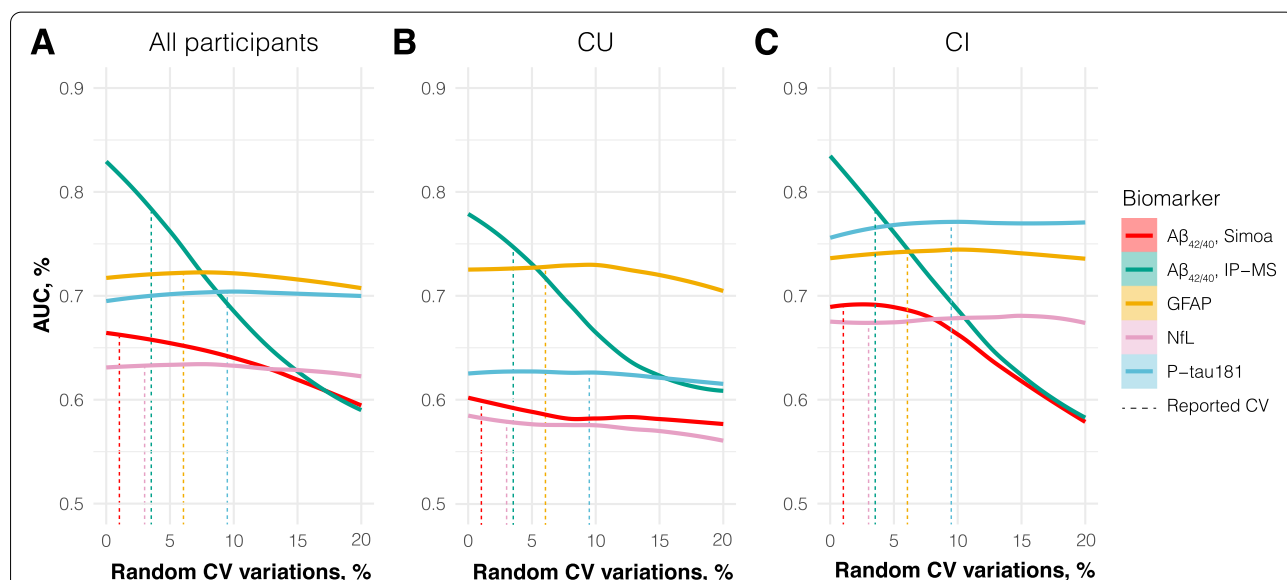 A All participants
B CU
C CI
AUC, %
0.9
0.8
0.7
0.6
0.5
0 5 10 15 20
Random CV variations, %
0.9
0.8
0.7
0.6
0.5
0 5 10 15 20
Random CV variations, %
0.9
0.8
0.7
0.6
0.5
0 5 10 15 20
Random CV variations, %
Biomarker
Aβ42/40, Simoa
Aβ42/40, IP−MS
GFAP
NfL
P−tau181
Reported CV